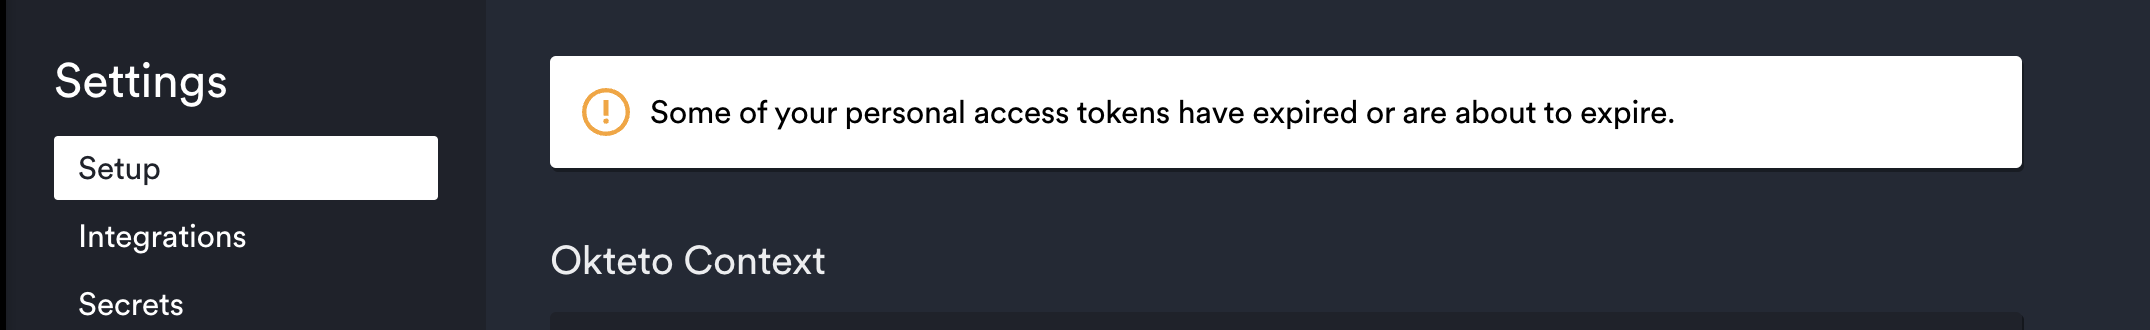 Settings
Setup
Integrations
Secrets
Some of your personal access tokens have expired or are about to expire.
Okteto Context